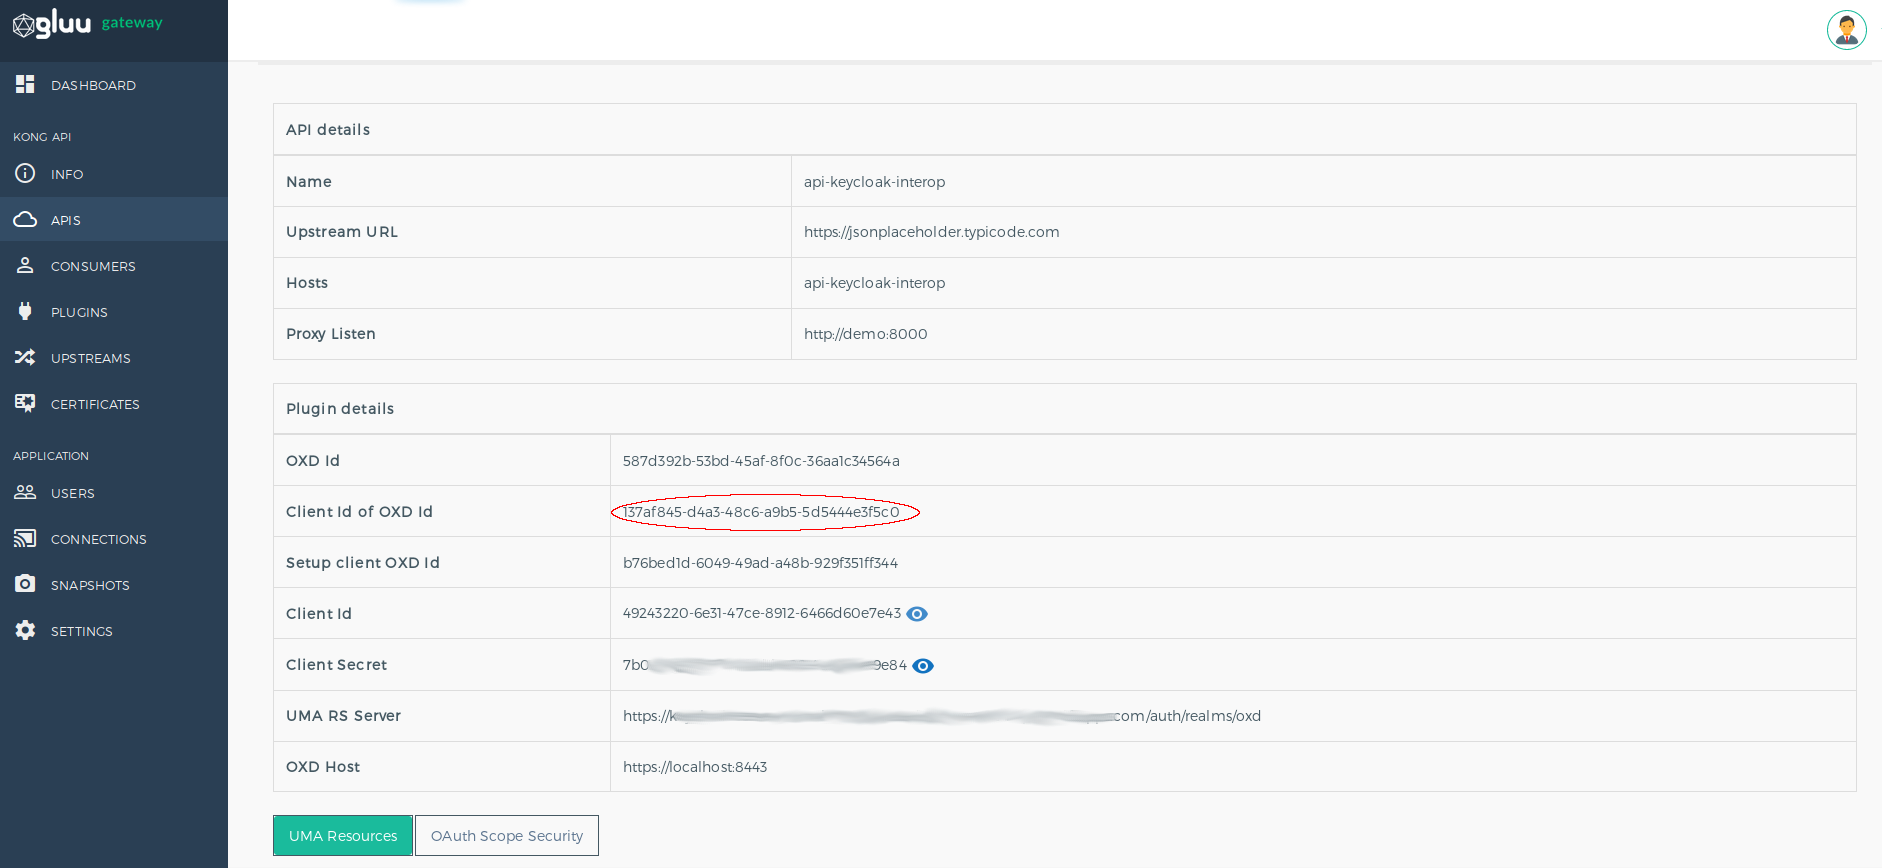 gluu gateway
DASHBOARD
KONG API
INFO
APIS
CONSUMERS
PLUGINS
UPSTREAMS
CERTIFICATES
APPLICATION
USERS
CONNECTIONS
SNAPSHOTS
SETTINGS
API details
Name api-keycloak-interop
Upstream URL https://jsonplaceholder.typicode.com
Hosts api-keycloak-interop
Proxy Listen http://demo:8000
Plugin details
OXD Id 587d392b-53bd-45af-8f0c-36aa1c34564a
Client Id of OXD Id 137af845-d4a3-48c6-a9b5-5d5444e3f5c0
Setup client OXD Id b76bed1d-6049-49ad-a48b-929f351ff344
Client Id 49243220-6e31-47ce-8912-6466d60e7e43
Client Secret 7b0 9e84
UMA RS Server https://k com/auth/realms/oxd
OXD Host https://localhost:8443
UMA Resources OAuth Scope Security